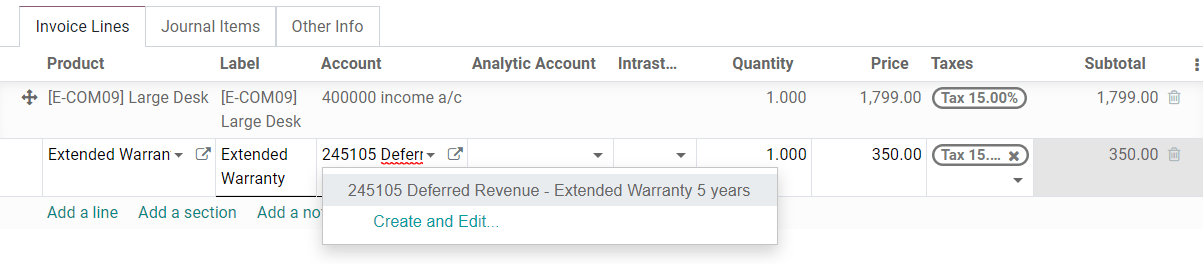 Invoice Lines Journal Items Other Info
Product Label Account Analytic Account Intrast... Quantity Price Taxes Subtotal
[E-COM09] Large Desk [E-COM09] 400000 income a/c 1.000 1,799.00 Tax 15.00% 1,799.00
Large Desk
Extended Warran Extended 245105 Deferr 1.000 350.00 Tax 15.... 350.00
Warranty
245105 Deferred Revenue - Extended Warranty 5 years
Add a line Add a section Add a no
Create and Edit...